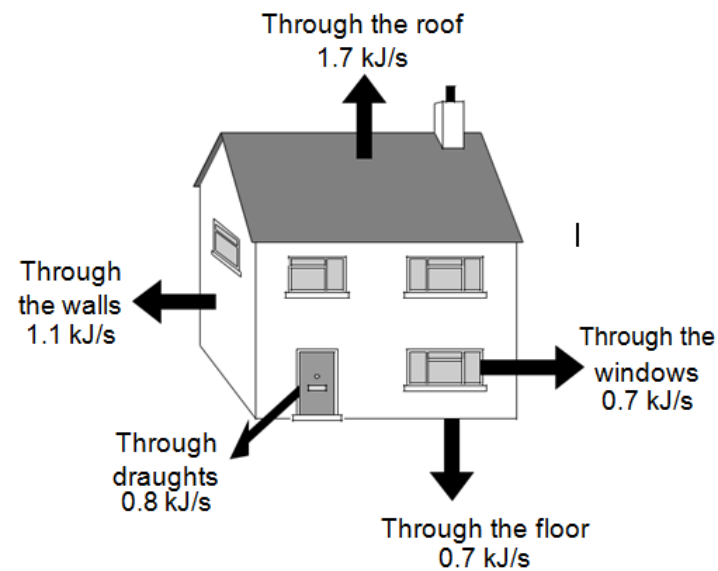 Through the roof
1.7 kJ/s
Through
the walls
1.1 kJ/s
Through the
windows
0.7 kJ/s
Through
draughts
0.8 kJ/s
Through the floor
0.7 kJ/s